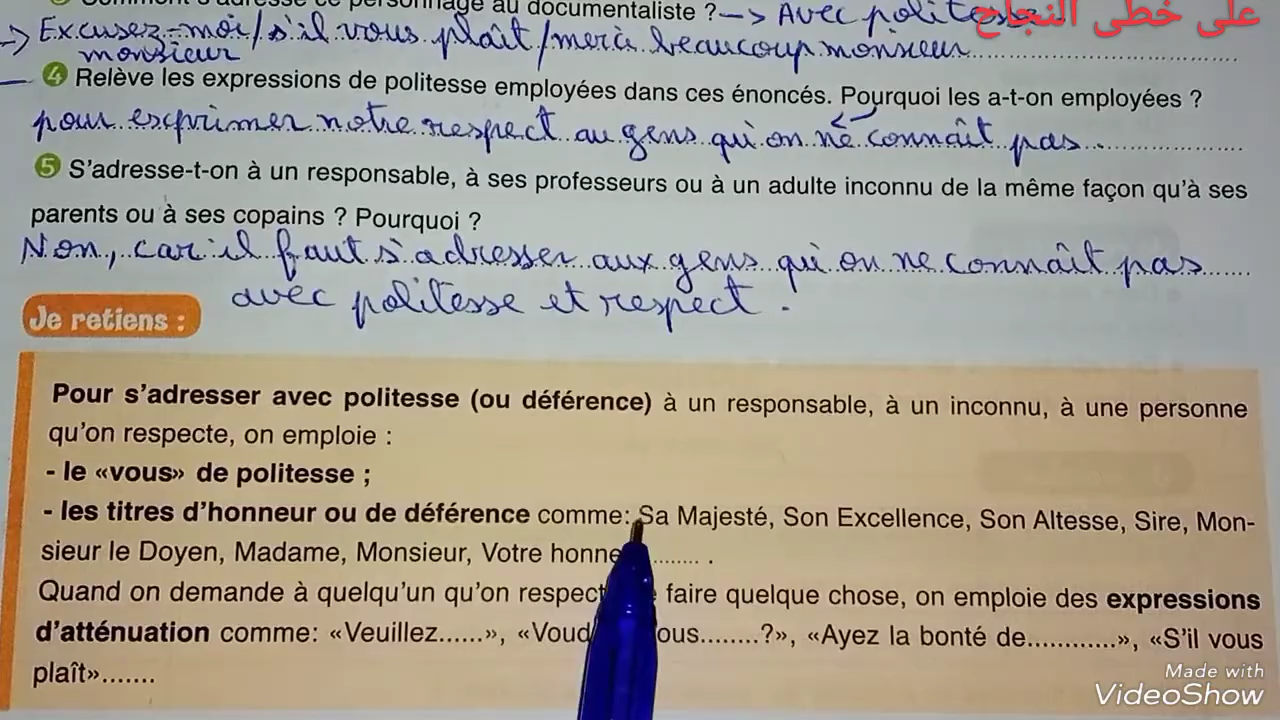 Comment s'adresse ce personnage au documentaliste ? → Avec politesse
على خطى النجاح
→ Excusez-moi / s'il vous plaît / merci beaucoup monsieur
monsieur
4 Relève les expressions de politesse employées dans ces énoncés. Pourquoi les a-t-on employées ?
pour exprimer notre respect au gens qu'on ne connaît pas.
5 S'adresse-t-on à un responsable, à ses professeurs ou à un adulte inconnu de la même façon qu'à ses
parents ou à ses copains ? Pourquoi ?
Non, car il faut s'adresser aux gens qu'on ne connaît pas
avec politesse et respect.
Je retiens :
Pour s'adresser avec politesse (ou déférence) à un responsable, à un inconnu, à une personne
qu'on respecte, on emploie :
- le «vous» de politesse ;
- les titres d'honneur ou de déférence comme: Sa Majesté, Son Excellence, Son Altesse, Sire, Mon-
sieur le Doyen, Madame, Monsieur, Votre honne ........ .
Quand on demande à quelqu'un qu'on respect faire quelque chose, on emploie des expressions
d'atténuation comme: «Veuillez......», «Voud ous........?», «Ayez la bonté de............», «S'il vous
plaît».......
Made with
VideoShow